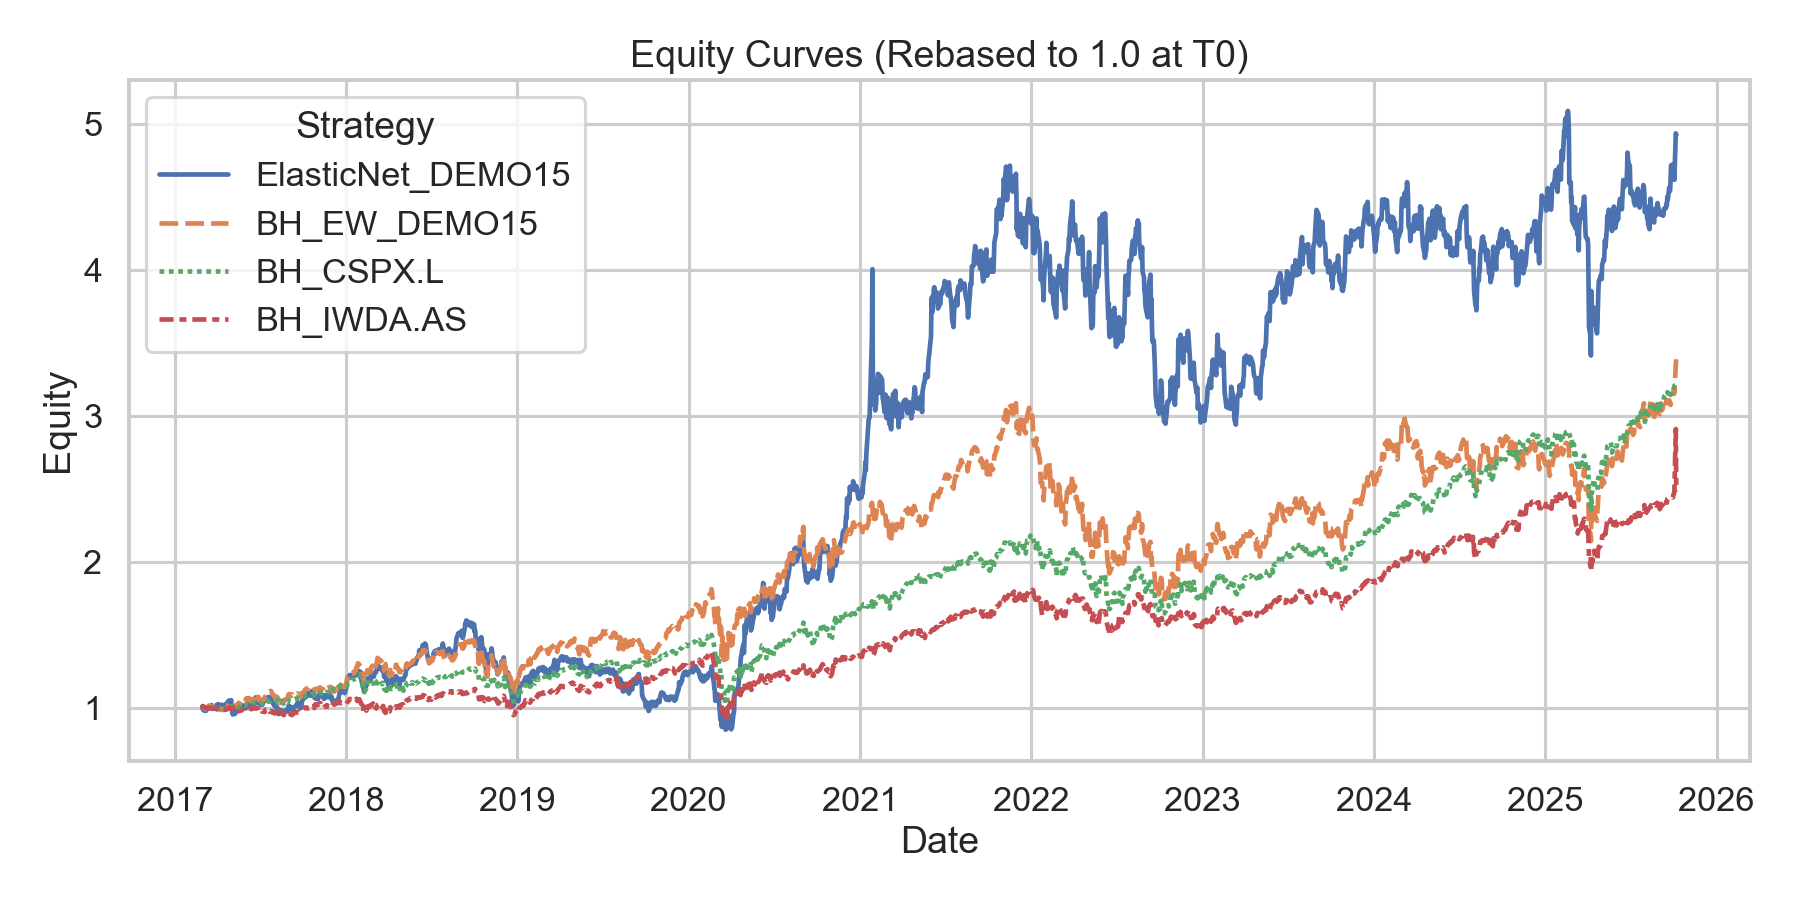 Equity Curves (Rebased to 1.0 at T0)
Strategy
ElasticNet_DEMO15
BH_EW_DEMO15
BH_CSPX.L
BH_IWDA.AS
5
4
3
2
1
Equity
2017 2018 2019 2020 2021 2022 2023 2024 2025 2026
Date